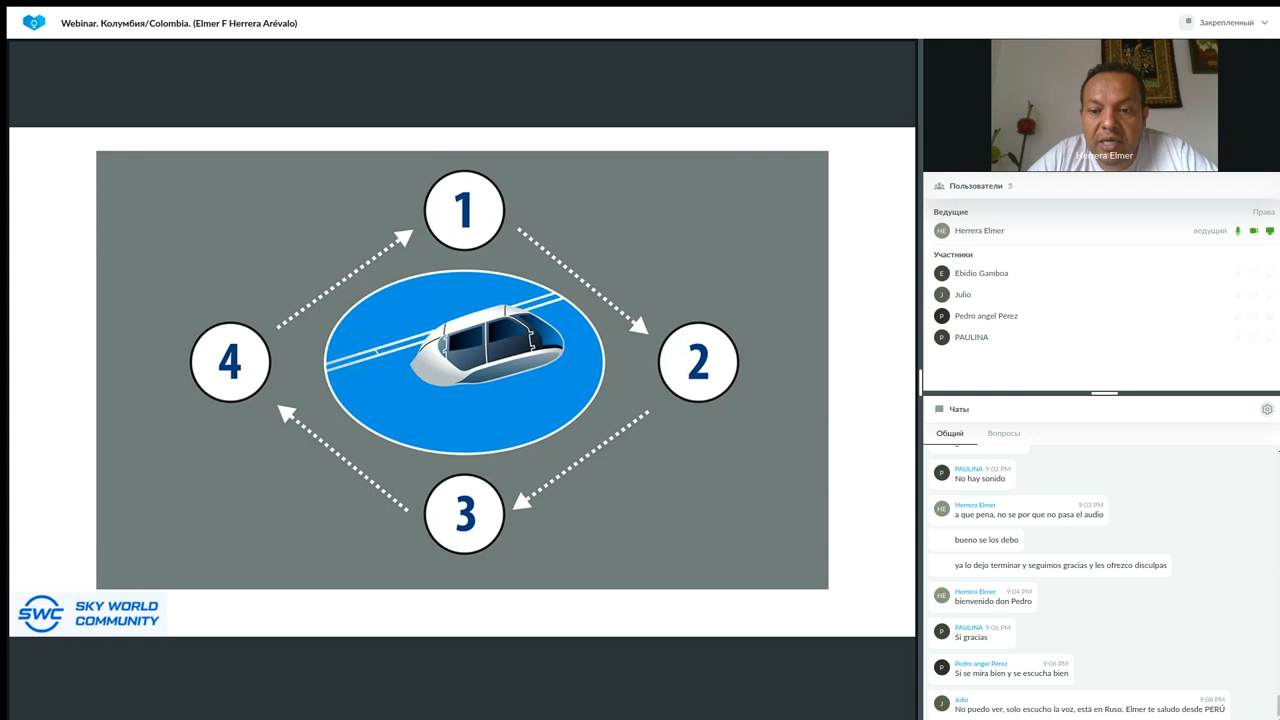 Webinar. Колумбия/Colombia. (Elmer F Herrera Arévalo)
Закрепленный
1
2
3
4
SWC SKY WORLD
COMMUNITY
Herrera Elmer
Пользователи 5
Ведущие Права
HE Herrera Elmer ведущий
Участники
E Ebidio Gamboa
J Julio
P Pedro angel Pérez
P PAULINA
Чаты
Общий Вопросы
P PAULINA 9:02 PM
No hay sonido
HE Herrera Elmer 9:03 PM
a que pena, no se por que no pasa el audio
bueno se los debo
ya lo dejo terminar y seguimos gracias y les ofrezco disculpas
HE Herrera Elmer 9:04 PM
bienvenido don Pedro
P PAULINA 9:06 PM
Si gracias
P Pedro angel Pérez 9:06 PM
Si se mira bien y se escucha bien
J Julio 9:08 PM
No puedo ver, solo escucho la voz, está en Ruso. Elmer te saludo desde PERÚ